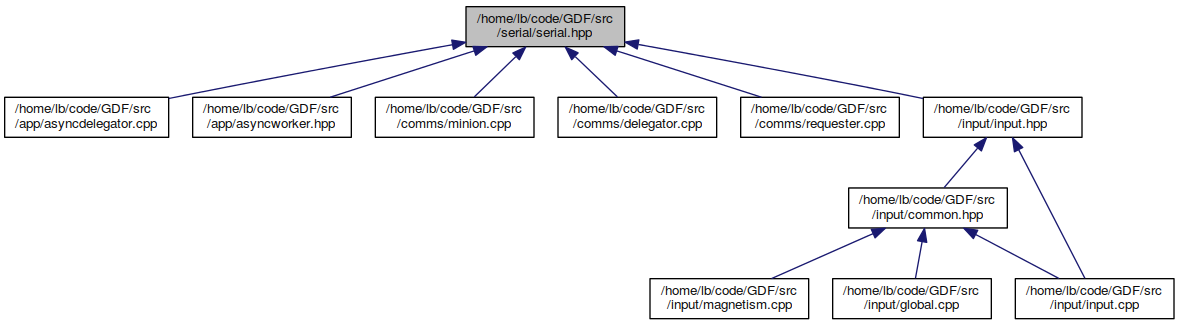 /home/lb/code/GDF/src
/serial/serial.hpp
/home/lb/code/GDF/src
/app/asyncdelegator.cpp
/home/lb/code/GDF/src
/app/asyncworker.hpp
/home/lb/code/GDF/src
/comms/minion.cpp
/home/lb/code/GDF/src
/comms/delegator.cpp
/home/lb/code/GDF/src
/comms/requester.cpp
/home/lb/code/GDF/src
/input/input.hpp
/home/lb/code/GDF/src
/input/common.hpp
/home/lb/code/GDF/src
/input/magnetism.cpp
/home/lb/code/GDF/src
/input/global.cpp
/home/lb/code/GDF/src
/input/input.cpp